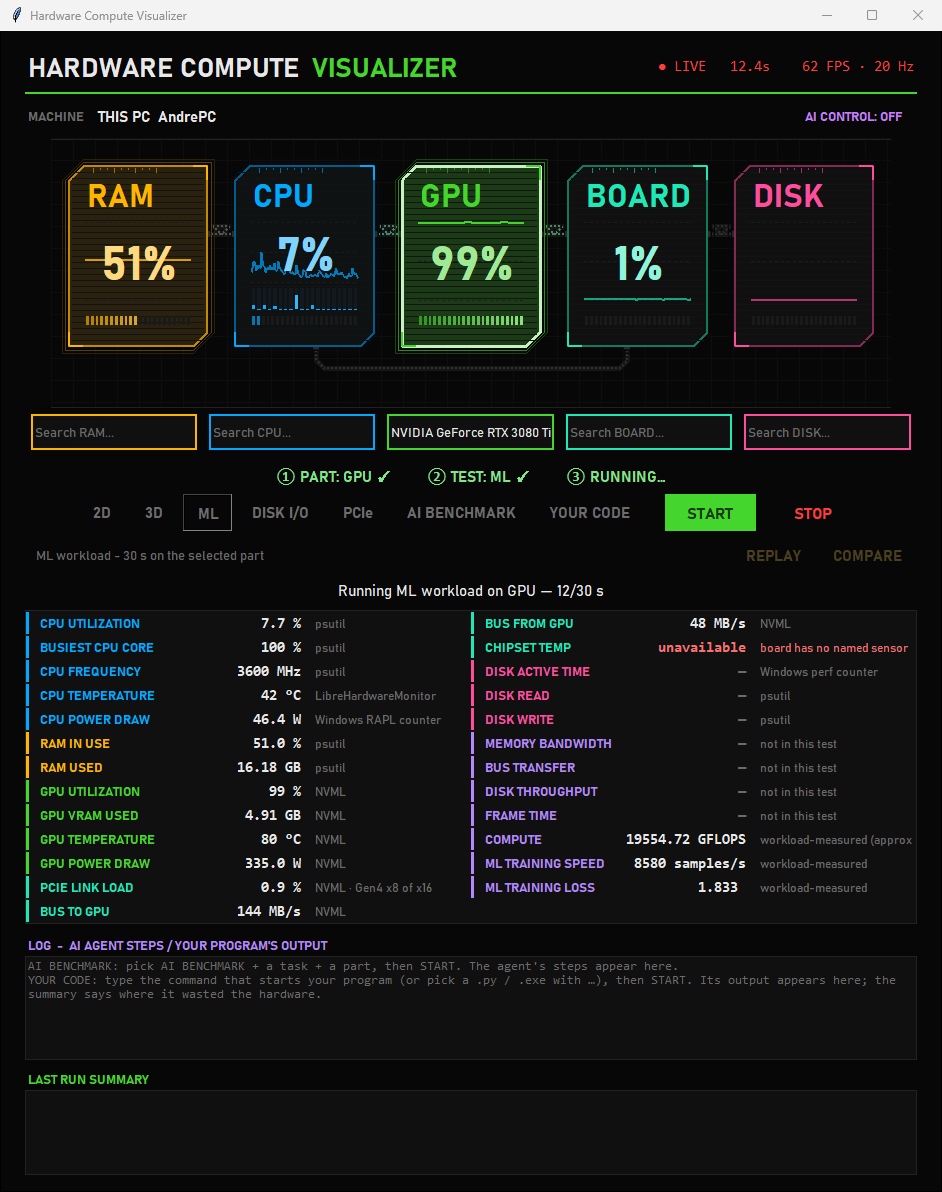 Hardware Compute Visualizer
HARDWARE COMPUTE VISUALIZER
● LIVE 12.4s 62 FPS · 20 Hz
MACHINE THIS PC AndrePC
AI CONTROL: OFF
RAM CPU GPU BOARD DISK
51% 7% 99% 1%
Search RAM... Search CPU... NVIDIA GeForce RTX 3080 Ti Search BOARD... Search DISK...
① PART: GPU ✓ ② TEST: ML ✓ ③ RUNNING…
2D 3D ML DISK I/O PCIe AI BENCHMARK YOUR CODE START STOP
ML workload - 30 s on the selected part
REPLAY COMPARE
Running ML workload on GPU — 12/30 s
CPU UTILIZATION 7.7 % psutil
BUSIEST CPU CORE 100 % psutil
CPU FREQUENCY 3600 MHz psutil
CPU TEMPERATURE 42 °C LibreHardwareMonitor
CPU POWER DRAW 46.4 W Windows RAPL counter
RAM IN USE 51.0 % psutil
RAM USED 16.18 GB psutil
GPU UTILIZATION 99 % NVML
GPU VRAM USED 4.91 GB NVML
GPU TEMPERATURE 80 °C NVML
GPU POWER DRAW 335.0 W NVML
PCIE LINK LOAD 0.9 % NVML · Gen4 x8 of x16
BUS TO GPU 144 MB/s NVML
BUS FROM GPU 48 MB/s NVML
CHIPSET TEMP unavailable board has no named sensor
DISK ACTIVE TIME — Windows perf counter
DISK READ — psutil
DISK WRITE — psutil
MEMORY BANDWIDTH — not in this test
BUS TRANSFER — not in this test
DISK THROUGHPUT — not in this test
FRAME TIME — not in this test
COMPUTE 19554.72 GFLOPS workload-measured (approx
ML TRAINING SPEED 8580 samples/s workload-measured
ML TRAINING LOSS 1.833 workload-measured
LOG - AI AGENT STEPS / YOUR PROGRAM'S OUTPUT
AI BENCHMARK: pick AI BENCHMARK + a task + a part, then START. The agent's steps appear here.
YOUR CODE: type the command that starts your program (or pick a .py / .exe with …), then START. Its output appears here; the
summary says where it wasted the hardware.
LAST RUN SUMMARY